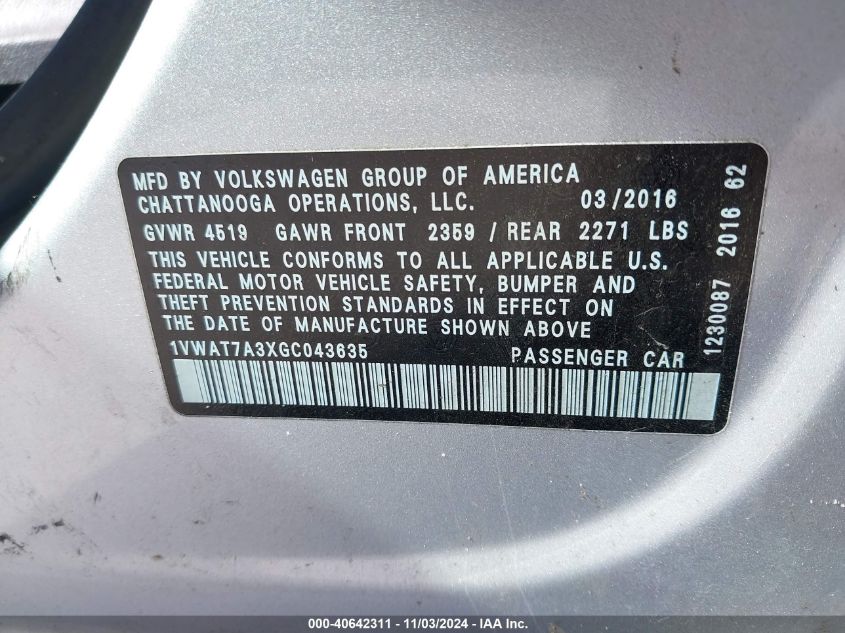 MFD BY VOLKSWAGEN GROUP OF AMERICA
CHATTANOOGA OPERATIONS, LLC. 03/2016
GVWR 4519 GAWR FRONT 2359 / REAR 2271 LBS
THIS VEHICLE CONFORMS TO ALL APPLICABLE U.S.
FEDERAL MOTOR VEHICLE SAFETY, BUMPER AND
THEFT PREVENTION STANDARDS IN EFFECT ON
THE DATE OF MANUFACTURE SHOWN ABOVE
1VWAT7A3XGC043635 PASSENGER CAR
1230087 2016 62
000-40642311 - 11/03/2024 - IAA Inc.